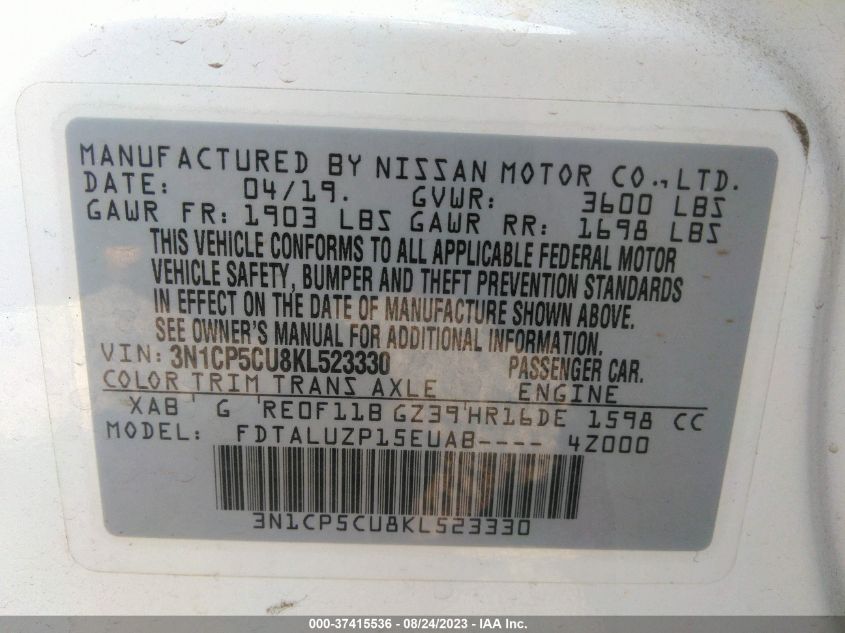 MANUFACTURED BY NISSAN MOTOR CO., LTD.
DATE: 04/19. GVWR: 3600 LBS
GAWR FR: 1903 LBS GAWR RR: 1698 LBS
THIS VEHICLE CONFORMS TO ALL APPLICABLE FEDERAL MOTOR
VEHICLE SAFETY, BUMPER AND THEFT PREVENTION STANDARDS
IN EFFECT ON THE DATE OF MANUFACTURE SHOWN ABOVE.
SEE OWNER'S MANUAL FOR ADDITIONAL INFORMATION.
VIN: 3N1CP5CU8KL523330 PASSENGER CAR.
COLOR TRIM TRANS AXLE ENGINE
XAB ' G 'RE0F11B GZ39'HR16DE 1598 CC
MODEL: FDTALUZP15EUAB---- 4Z000
3N1CP5CU8KL523330
000-37415536 - 08/24/2023 - IAA Inc.